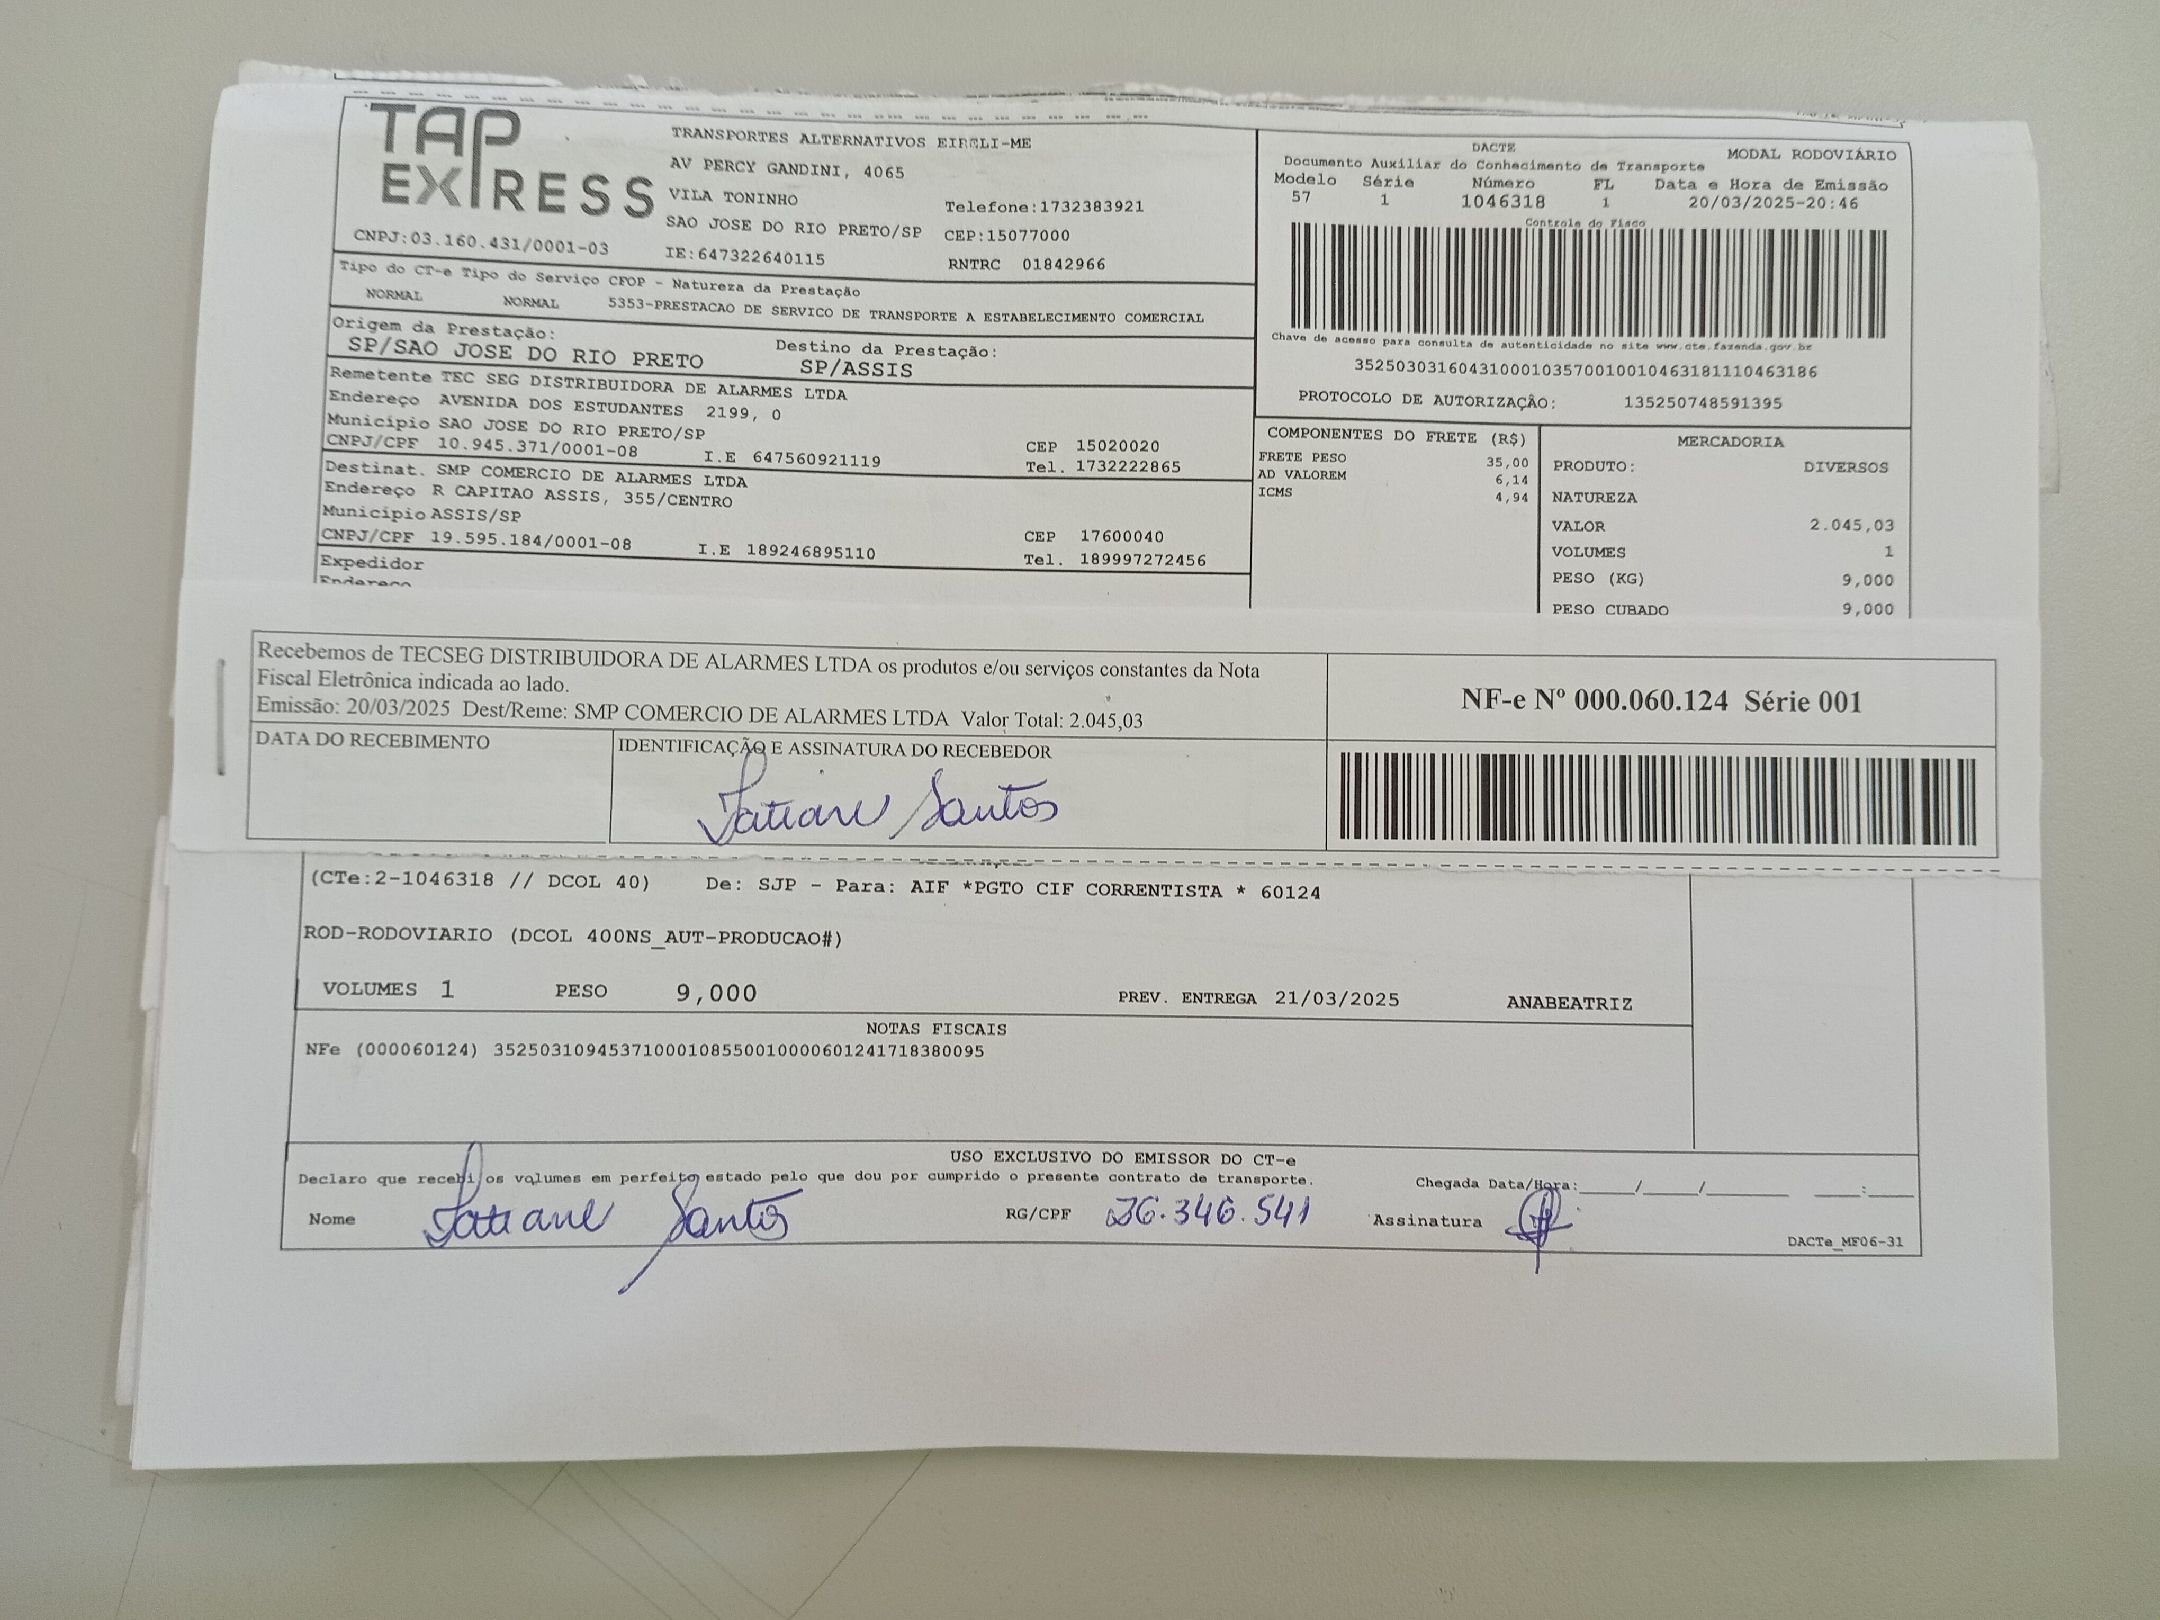 TAP
EXPRESS
CNPJ:03.160.431/0001-03
TRANSPORTES ALTERNATIVOS EIRELI-ME
AV PERCY GANDINI, 4065
VILA TONINHO
Telefone:1732383921
SAO JOSE DO RIO PRETO/SP CEP:15077000
IE:647322640115
RNTRC 01842966
DACTE
MODAL RODOVIÁRIO
Documento Auxiliar do Conhecimento de Transporte
Modelo Série Número FL Data e Hora de Emissão
57 1 1046318 1 20/03/2025-20:46
Controle do Fisco
Chave de acesso para consulta de autenticidade no site www.cte.fazenda.gov.br
35250303160431000103570010010463181110463186
PROTOCOLO DE AUTORIZAÇÃO: 135250748591395
Tipo do CT-e Tipo do Serviço CFOP - Natureza da Prestação
NORMAL NORMAL 5353-PRESTACAO DE SERVICO DE TRANSPORTE A ESTABELECIMENTO COMERCIAL
Origem da Prestação: Destino da Prestação:
SP/SAO JOSE DO RIO PRETO SP/ASSIS
Remetente TEC SEG DISTRIBUIDORA DE ALARMES LTDA
Endereço AVENIDA DOS ESTUDANTES 2199, 0
Município SAO JOSE DO RIO PRETO/SP CEP 15020020
CNPJ/CPF 10.945.371/0001-08 I.E 647560921119 Tel. 1732222865
Destinat. SMP COMERCIO DE ALARMES LTDA
Endereço R CAPITAO ASSIS, 355/CENTRO
Município ASSIS/SP CEP 17600040
CNPJ/CPF 19.595.184/0001-08 I.E 189246895110 Tel. 189997272456
Expedidor
Endereço
COMPONENTES DO FRETE (R$)
FRETE PESO 35,00
AD VALOREM 6,14
ICMS 4,94
MERCADORIA
PRODUTO: DIVERSOS
NATUREZA
VALOR 2.045,03
VOLUMES 1
PESO (KG) 9,000
PESO CUBADO 9,000
Recebemos de TECSEG DISTRIBUIDORA DE ALARMES LTDA os produtos e/ou serviços constantes da Nota
Fiscal Eletrônica indicada ao lado.
Emissão: 20/03/2025 Dest/Reme: SMP COMERCIO DE ALARMES LTDA Valor Total: 2.045,03
NF-e Nº 000.060.124 Série 001
DATA DO RECEBIMENTO
IDENTIFICAÇÃO E ASSINATURA DO RECEBEDOR
Tatiane Santos
(CTe:2-1046318 // DCOL 40) De: SJP - Para: AIF *PGTO CIF CORRENTISTA * 60124
ROD-RODOVIARIO (DCOL 400NS_AUT-PRODUCAO#)
VOLUMES 1 PESO 9,000 PREV. ENTREGA 21/03/2025 ANABEATRIZ
NOTAS FISCAIS
NFe (000060124) 35250310945371000108550010000601241718380095
USO EXCLUSIVO DO EMISSOR DO CT-e
Declaro que recebi os volumes em perfeito estado pelo que dou por cumprido o presente contrato de transporte. Chegada Data/Hora:____/____/______ ___:___
Nome Tatiane Santos RG/CPF 36.346.541 Assinatura
DACTe_MF06-31